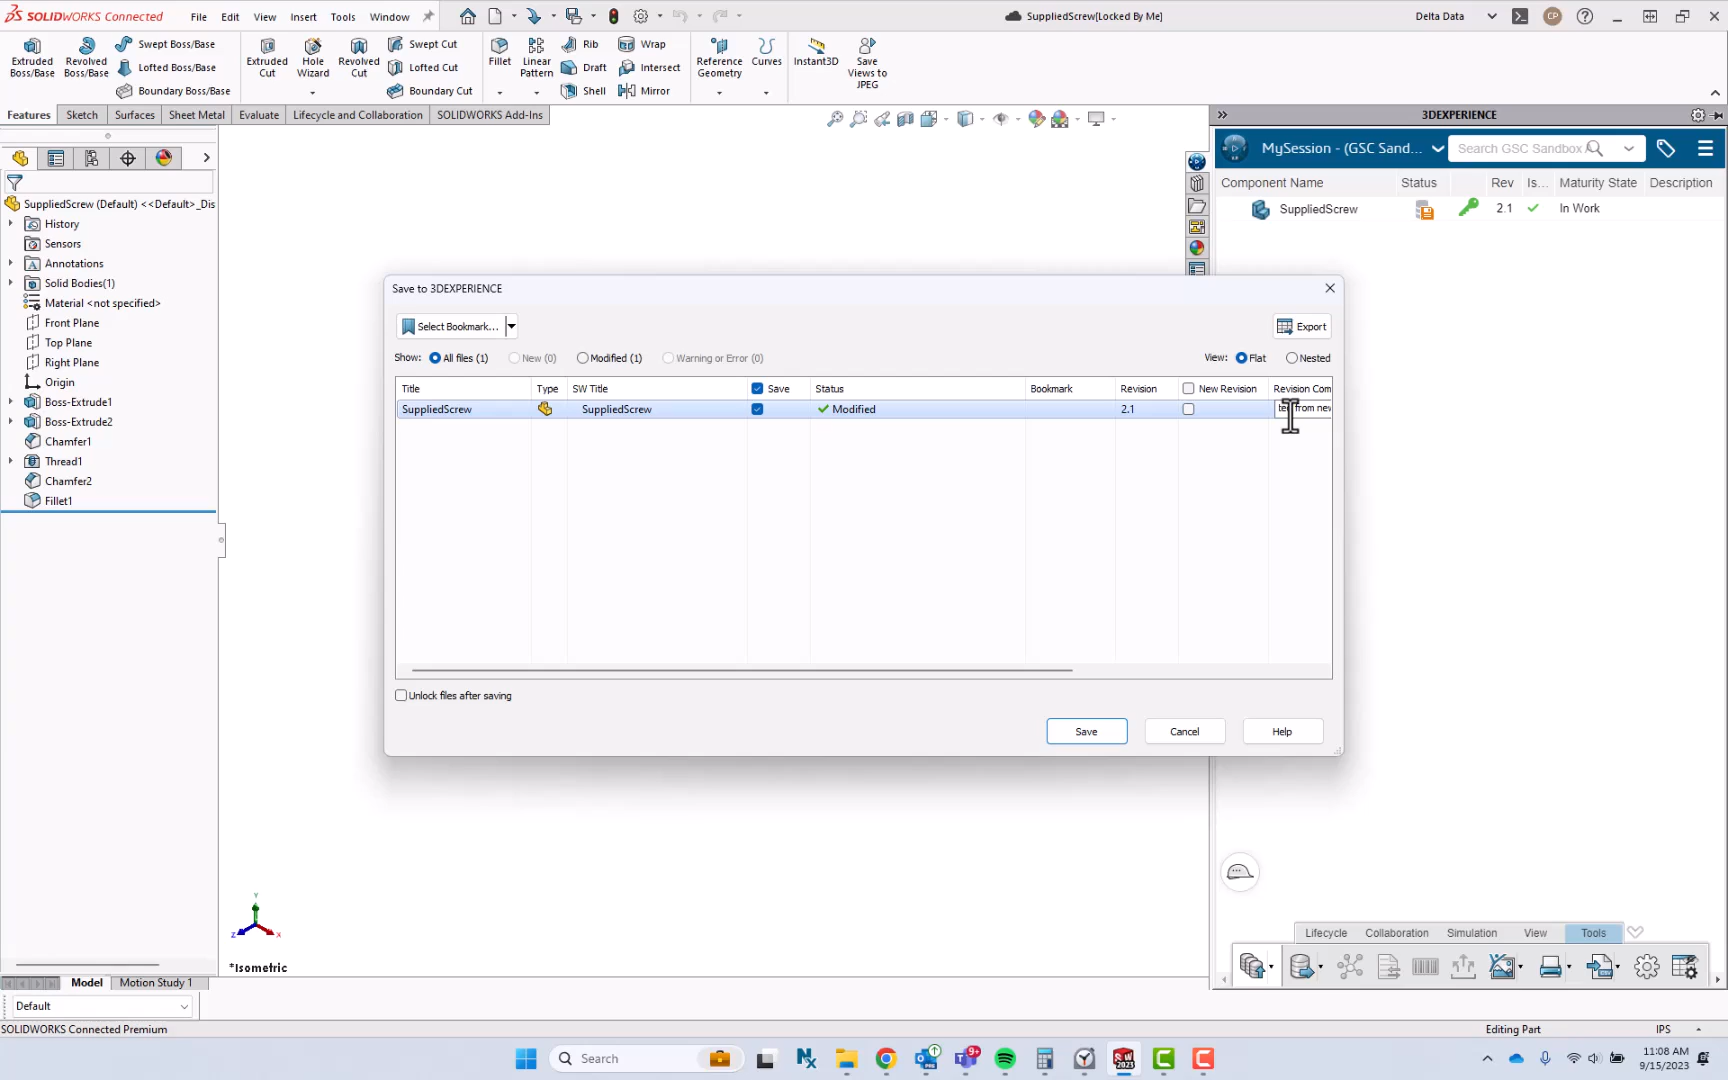 SOLIDWORKS Connected
File Edit View Insert Tools Window
SuppliedScrew[Locked By Me]
Delta Data
CP
Extruded Boss/Base
Revolved Boss/Base
Swept Boss/Base
Lofted Boss/Base
Boundary Boss/Base
Extruded Cut
Hole Wizard
Revolved Cut
Swept Cut
Lofted Cut
Boundary Cut
Fillet
Linear Pattern
Rib
Draft
Shell
Wrap
Intersect
Mirror
Reference Geometry
Curves
Instant3D
Save Views to JPEG
Features Sketch Surfaces Sheet Metal Evaluate Lifecycle and Collaboration SOLIDWORKS Add-Ins
SuppliedScrew (Default) <<Default>_Dis
History
Sensors
Annotations
Solid Bodies(1)
Material <not specified>
Front Plane
Top Plane
Right Plane
Origin
Boss-Extrude1
Boss-Extrude2
Chamfer1
Thread1
Chamfer2
Fillet1
3DEXPERIENCE
MySession - (GSC Sand...
Search GSC Sandbox
Component Name Status Rev Is... Maturity State Description
SuppliedScrew 2.1 In Work
Save to 3DEXPERIENCE
Select Bookmark...
Export
Show: All files (1) New (0) Modified (1) Warning or Error (0)
View: Flat Nested
Title Type SW Title Save Status Bookmark Revision New Revision Revision Com
SuppliedScrew SuppliedScrew Modified 2.1 from new
Unlock files after saving
Save Cancel Help
Y
Z X
*Isometric
Lifecycle Collaboration Simulation View Tools
Model Motion Study 1
Default
SOLIDWORKS Connected Premium
Editing Part IPS
Search
9+
SW
2023
11:08 AM
9/15/2023